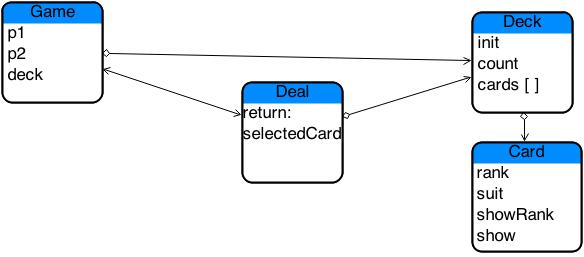 Game
p1
p2
deck
Deal
return:
selectedCard
Deck
init
count
cards [ ]
Card
rank
suit
showRank
show